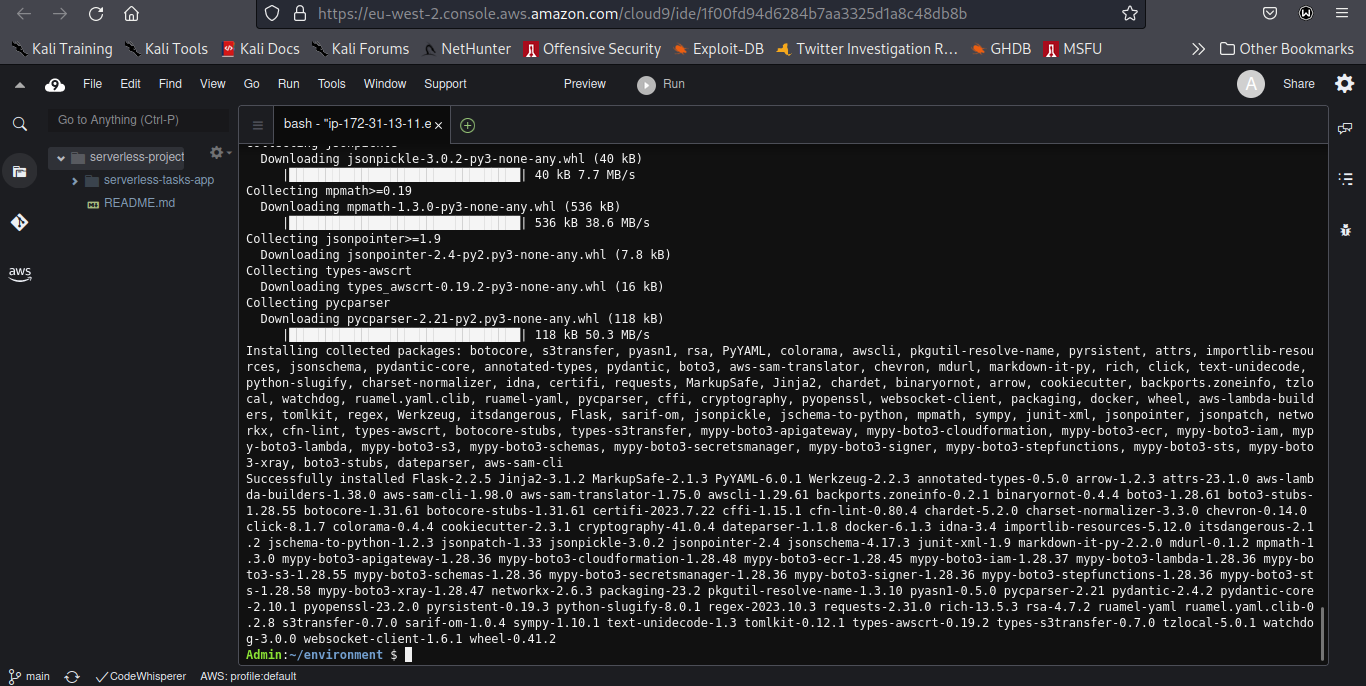 https://eu-west-2.console.aws.amazon.com/cloud9/ide/1f00fd94d6284b7aa3325d1a8c48db8b
Kali Training Kali Tools Kali Docs Kali Forums NetHunter Offensive Security Exploit-DB Twitter Investigation R… GHDB MSFU Other Bookmarks
9 File Edit Find View Go Run Tools Window Support Preview Run A Share
Go to Anything (Ctrl-P)
bash - "ip-172-31-13-11.e ×
serverless-project
serverless-tasks-app
README.md
aws
Downloading jsonpickle-3.0.2-py3-none-any.whl (40 kB)
| | 40 kB 7.7 MB/s
Collecting mpmath>=0.19
Downloading mpmath-1.3.0-py3-none-any.whl (536 kB)
| | 536 kB 38.6 MB/s
Collecting jsonpointer>=1.9
Downloading jsonpointer-2.4-py2.py3-none-any.whl (7.8 kB)
Collecting types-awscrt
Downloading types_awscrt-0.19.2-py3-none-any.whl (16 kB)
Collecting pycparser
Downloading pycparser-2.21-py2.py3-none-any.whl (118 kB)
| | 118 kB 50.3 MB/s
Installing collected packages: botocore, s3transfer, pyasn1, rsa, PyYAML, colorama, awscli, pkgutil-resolve-name, pyrsistent, attrs, importlib-resou
rces, jsonschema, pydantic-core, annotated-types, pydantic, boto3, aws-sam-translator, chevron, mdurl, markdown-it-py, rich, click, text-unidecode,
python-slugify, charset-normalizer, idna, certifi, requests, MarkupSafe, Jinja2, chardet, binaryornot, arrow, cookiecutter, backports.zoneinfo, tzlo
cal, watchdog, ruamel.yaml.clib, ruamel-yaml, pycparser, cffi, cryptography, pyopenssl, websocket-client, packaging, docker, wheel, aws-lambda-build
ers, tomlkit, regex, Werkzeug, itsdangerous, Flask, sarif-om, jsonpickle, jschema-to-python, mpmath, sympy, junit-xml, jsonpointer, jsonpatch, netwo
rkx, cfn-lint, types-awscrt, botocore-stubs, types-s3transfer, mypy-boto3-apigateway, mypy-boto3-cloudformation, mypy-boto3-ecr, mypy-boto3-iam, myp
y-boto3-lambda, mypy-boto3-s3, mypy-boto3-schemas, mypy-boto3-secretsmanager, mypy-boto3-signer, mypy-boto3-stepfunctions, mypy-boto3-sts, mypy-boto
3-xray, boto3-stubs, dateparser, aws-sam-cli
Successfully installed Flask-2.2.5 Jinja2-3.1.2 MarkupSafe-2.1.3 PyYAML-6.0.1 Werkzeug-2.2.3 annotated-types-0.5.0 arrow-1.2.3 attrs-23.1.0 aws-lamb
da-builders-1.38.0 aws-sam-cli-1.98.0 aws-sam-translator-1.75.0 awscli-1.29.61 backports.zoneinfo-0.2.1 binaryornot-0.4.4 boto3-1.28.61 boto3-stubs-
1.28.55 botocore-1.31.61 botocore-stubs-1.31.61 certifi-2023.7.22 cffi-1.15.1 cfn-lint-0.80.4 chardet-5.2.0 charset-normalizer-3.3.0 chevron-0.14.0
click-8.1.7 colorama-0.4.4 cookiecutter-2.3.1 cryptography-41.0.4 dateparser-1.1.8 docker-6.1.3 idna-3.4 importlib-resources-5.12.0 itsdangerous-2.1
.2 jschema-to-python-1.2.3 jsonpatch-1.33 jsonpickle-3.0.2 jsonpointer-2.4 jsonschema-4.17.3 junit-xml-1.9 markdown-it-py-2.2.0 mdurl-0.1.2 mpmath-1
.3.0 mypy-boto3-apigateway-1.28.36 mypy-boto3-cloudformation-1.28.48 mypy-boto3-ecr-1.28.45 mypy-boto3-iam-1.28.37 mypy-boto3-lambda-1.28.36 mypy-bo
to3-s3-1.28.55 mypy-boto3-schemas-1.28.36 mypy-boto3-secretsmanager-1.28.36 mypy-boto3-signer-1.28.36 mypy-boto3-stepfunctions-1.28.36 mypy-boto3-st
s-1.28.58 mypy-boto3-xray-1.28.47 networkx-2.6.3 packaging-23.2 pkgutil-resolve-name-1.3.10 pyasn1-0.5.0 pycparser-2.21 pydantic-2.4.2 pydantic-core
-2.10.1 pyopenssl-23.2.0 pyrsistent-0.19.3 python-slugify-8.0.1 regex-2023.10.3 requests-2.31.0 rich-13.5.3 rsa-4.7.2 ruamel-yaml ruamel.yaml.clib-0
.2.8 s3transfer-0.7.0 sarif-om-1.0.4 sympy-1.10.1 text-unidecode-1.3 tomlkit-0.12.1 types-awscrt-0.19.2 types-s3transfer-0.7.0 tzlocal-5.0.1 watchdo
g-3.0.0 websocket-client-1.6.1 wheel-0.41.2
Admin:~/environment $
main CodeWhisperer AWS: profile:default